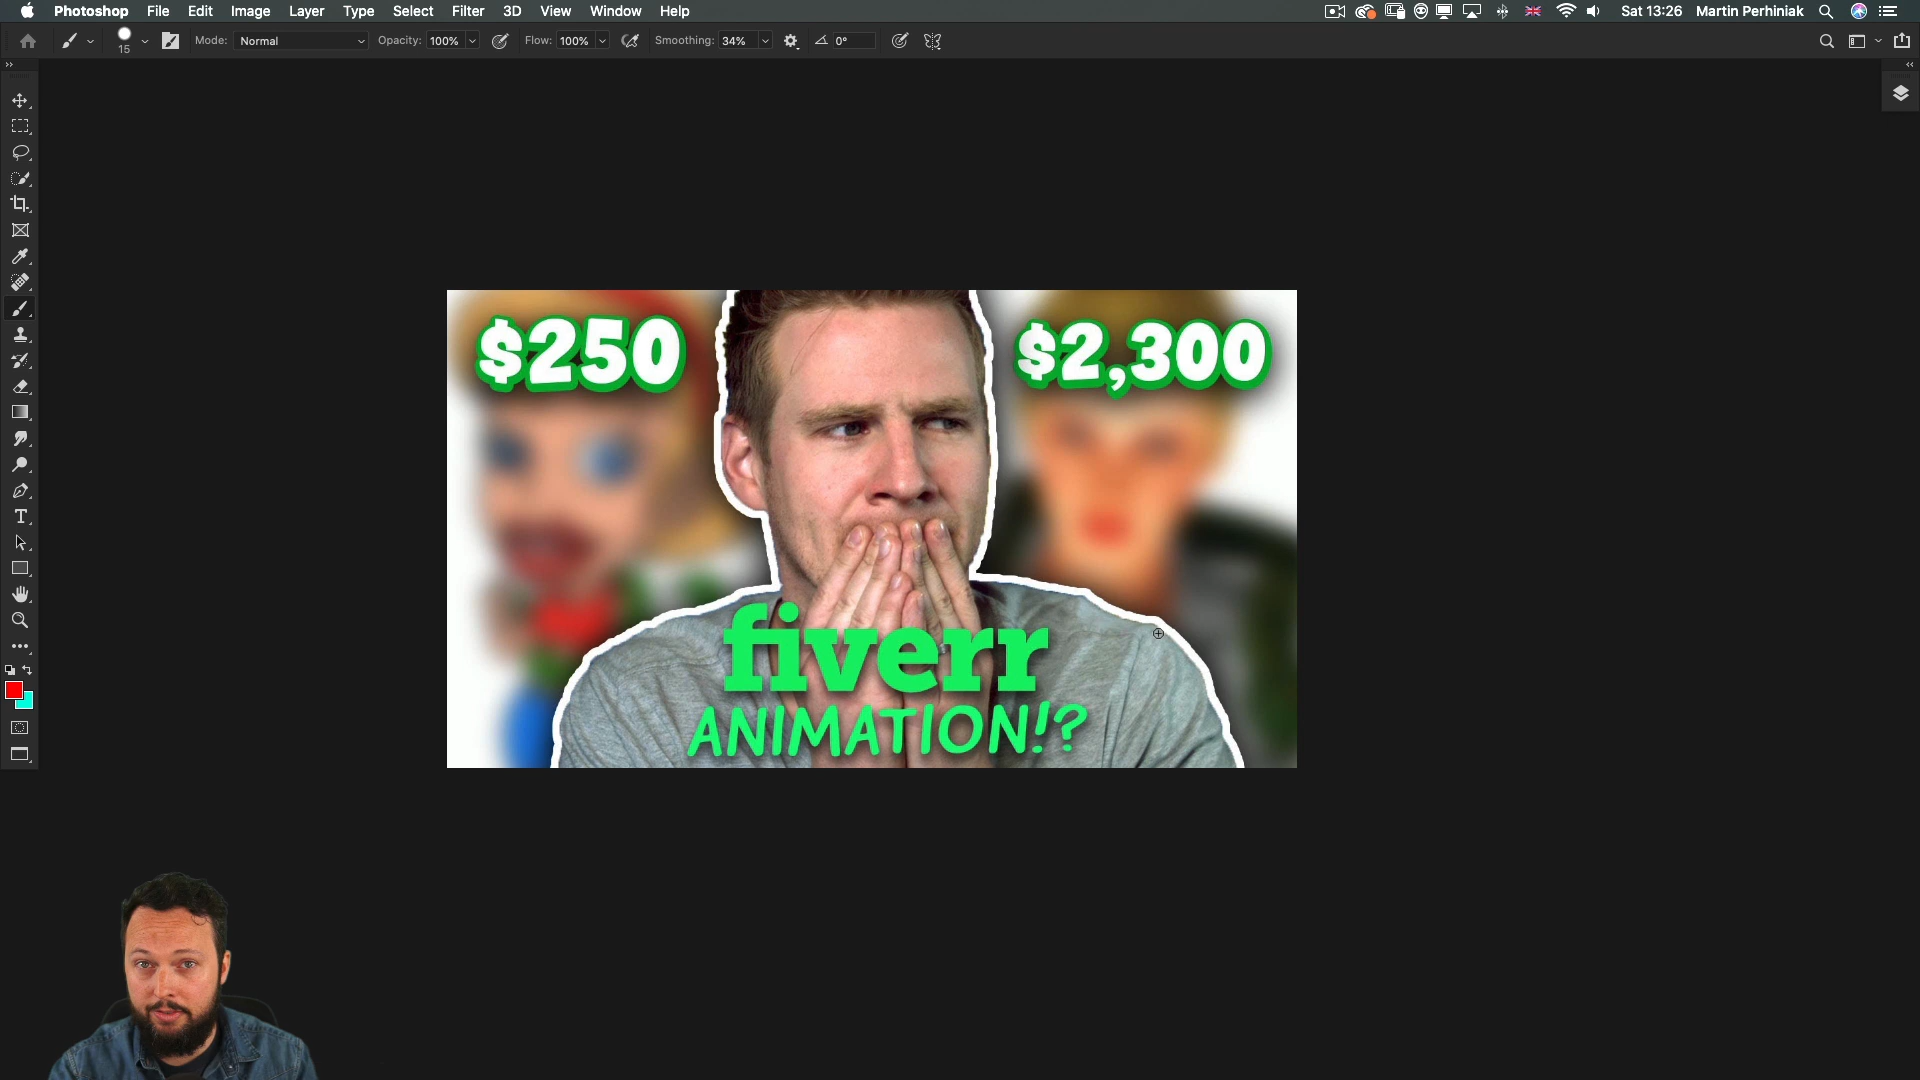 Photoshop File Edit Image Layer Type Select Filter 3D View Window Help Sat 13:26 Martin Perhiniak
15 Mode: Normal Opacity: 100% Flow: 100% Smoothing: 34% 0°
$250
$2,300
fiverr
ANIMATION!?